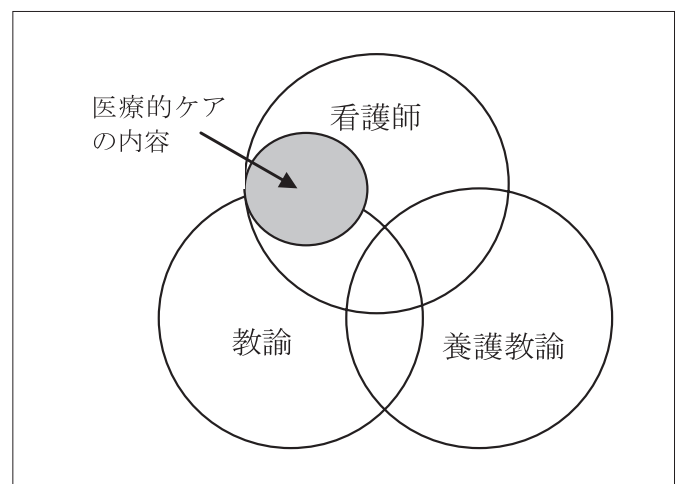 医療的ケア
の内容
看護師
教諭
養護教諭